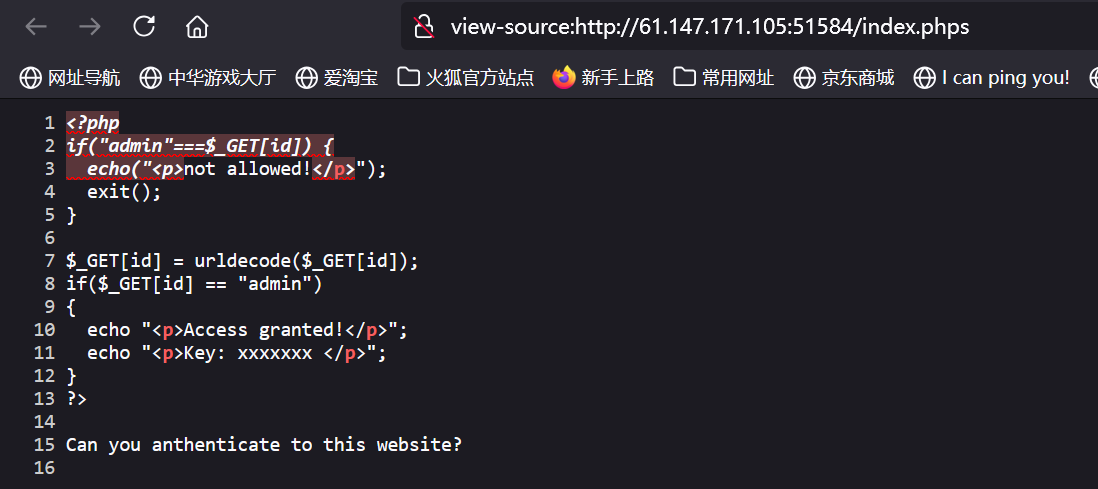 view-source:http://61.147.171.105:51584/index.phps
网址导航 中华游戏大厅 爱淘宝 火狐官方站点 新手上路 常用网址 京东商城 I can ping you!
1 <?php
2 if("admin"===$_GET[id]) {
3   echo("<p>not allowed!</p>");
4   exit();
5 }
6
7 $_GET[id] = urldecode($_GET[id]);
8 if($_GET[id] == "admin")
9 {
10   echo "<p>Access granted!</p>";
11   echo "<p>Key: xxxxxxx </p>";
12 }
13 ?>
14
15 Can you anthenticate to this website?
16